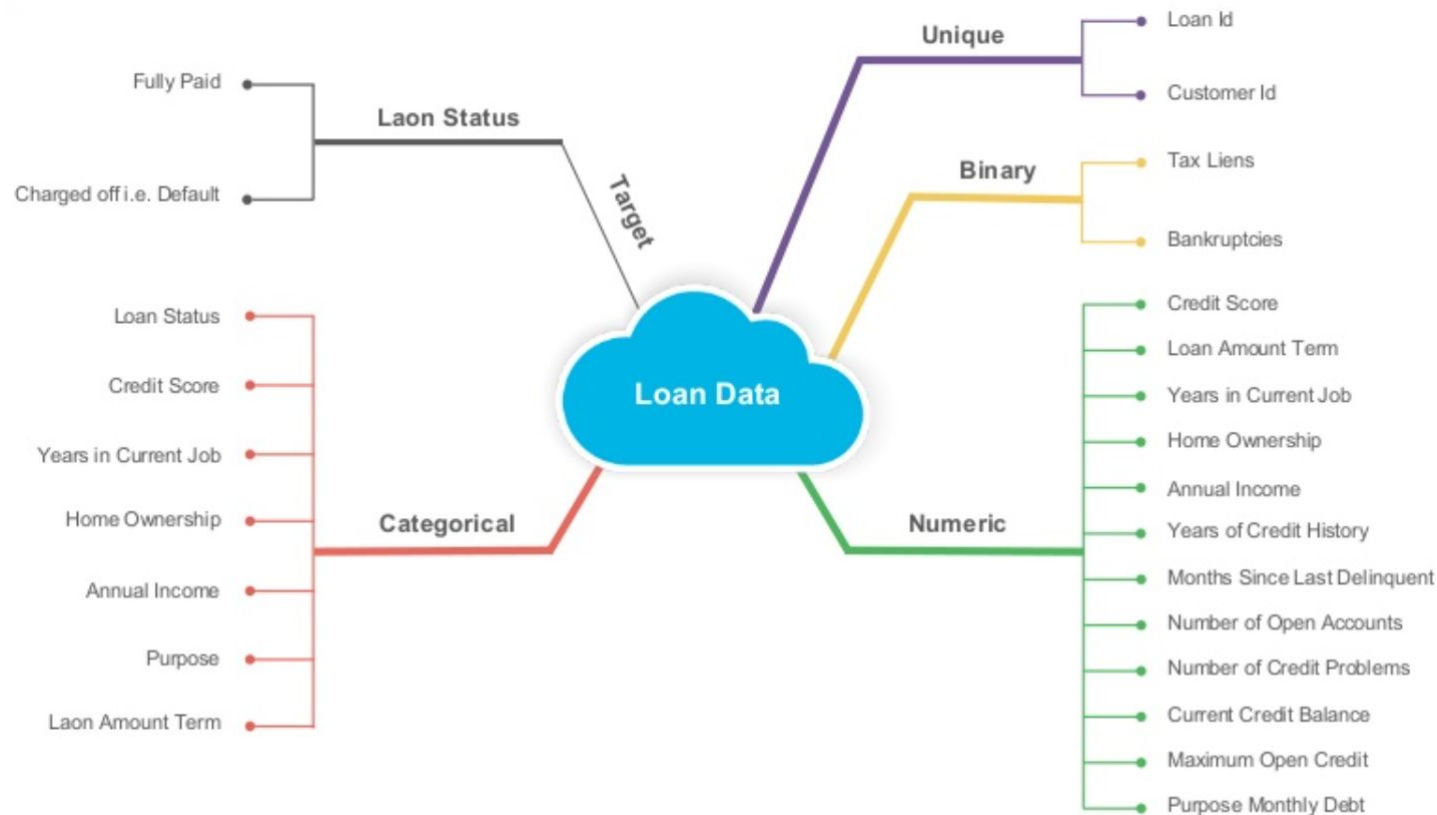 Fully Paid
Laon Status
Charged off i.e. Default
Target
Unique
Loan Id
Customer Id
Binary
Tax Liens
Bankruptcies
Loan Data
Categorical
Loan Status
Credit Score
Years in Current Job
Home Ownership
Annual Income
Purpose
Laon Amount Term
Numeric
Credit Score
Loan Amount Term
Years in Current Job
Home Ownership
Annual Income
Years of Credit History
Months Since Last Delinquent
Number of Open Accounts
Number of Credit Problems
Current Credit Balance
Maximum Open Credit
Purpose Monthly Debt